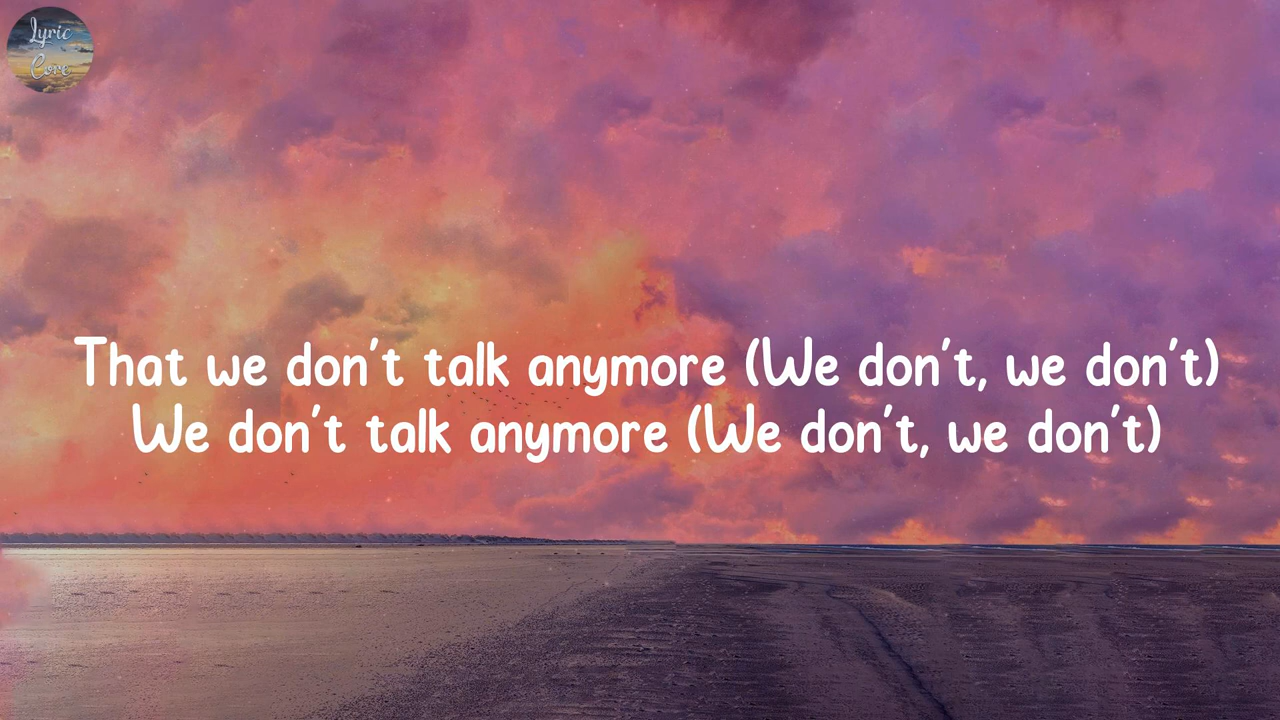 Lyric
Core
That we don't talk anymore (We don't, we don't)
We don't talk anymore (We don't, we don't)